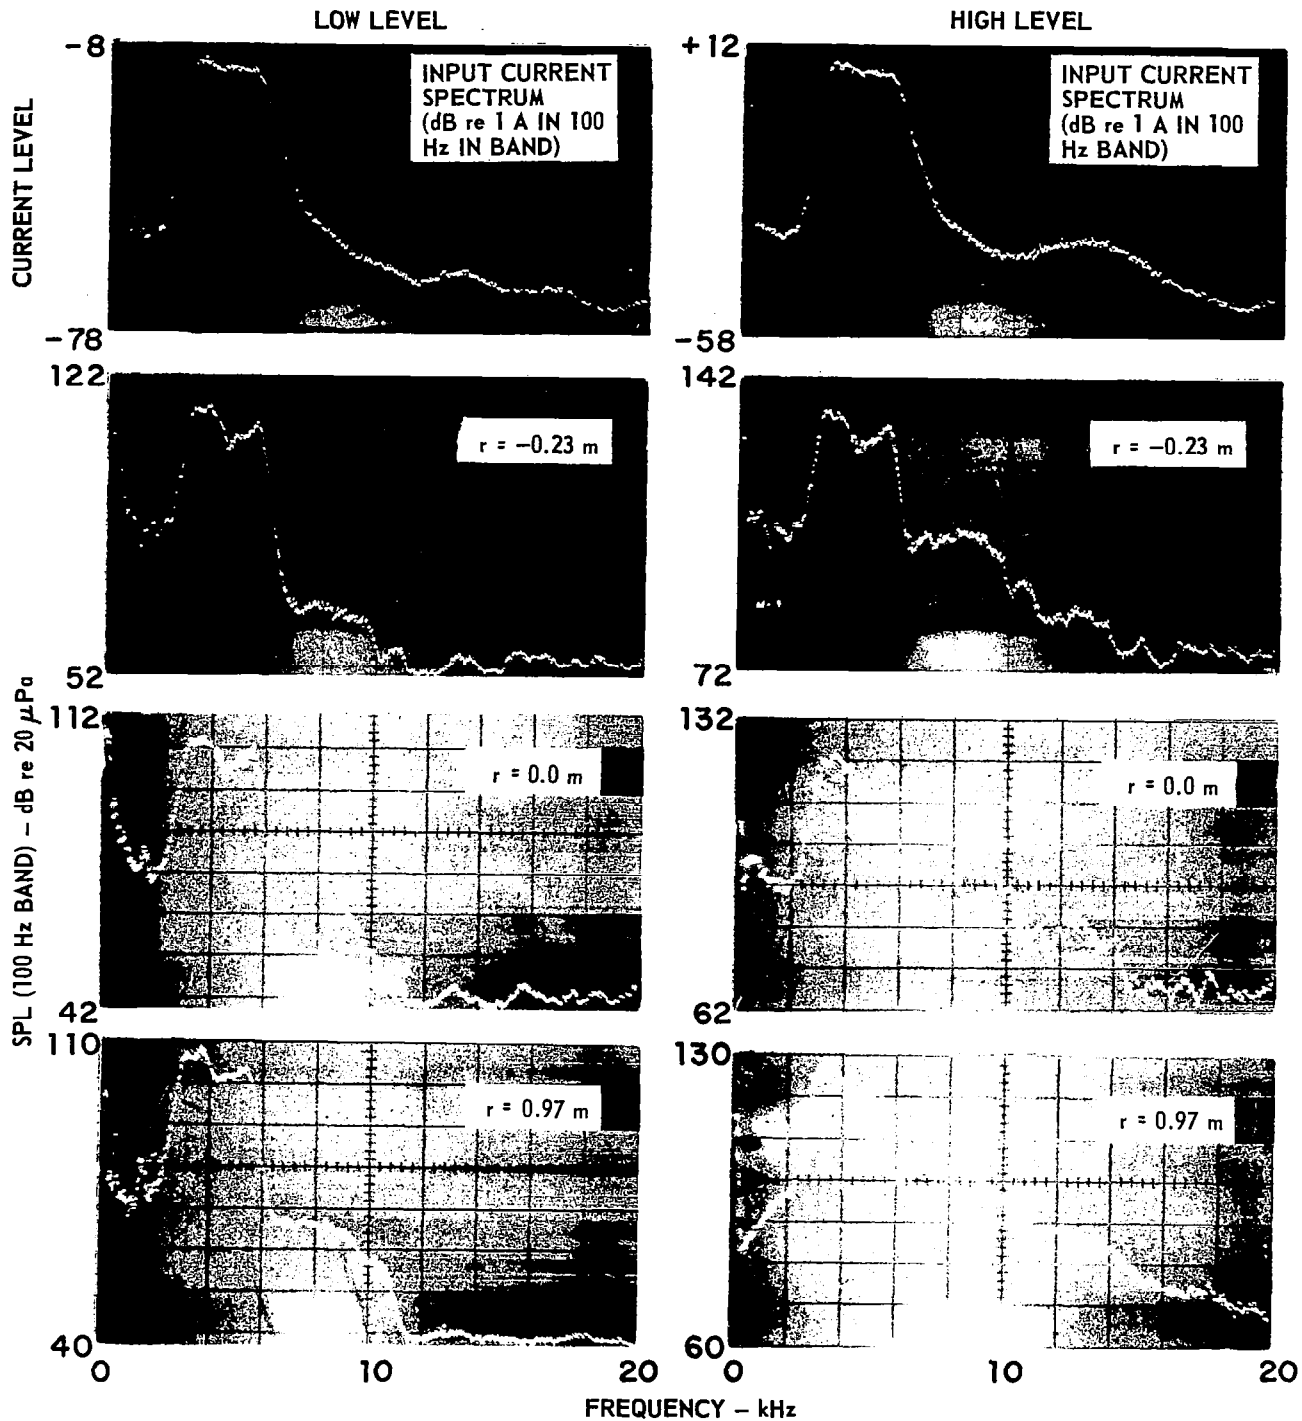 LOW LEVEL
HIGH LEVEL
-8
+12
INPUT CURRENT
SPECTRUM
(dB re 1 A IN 100
Hz IN BAND)
INPUT CURRENT
SPECTRUM
(dB re 1 A IN 100
Hz BAND)
CURRENT LEVEL
-78
-58
122
142
r = -0.23 m
r = -0.23 m
52
72
112
132
r = 0.0 m
r = 0.0 m
SPL (100 Hz BAND) - dB re 20 μPa
42
62
110
130
r = 0.97 m
r = 0.97 m
40
60
0
10
20
0
10
20
FREQUENCY - kHz